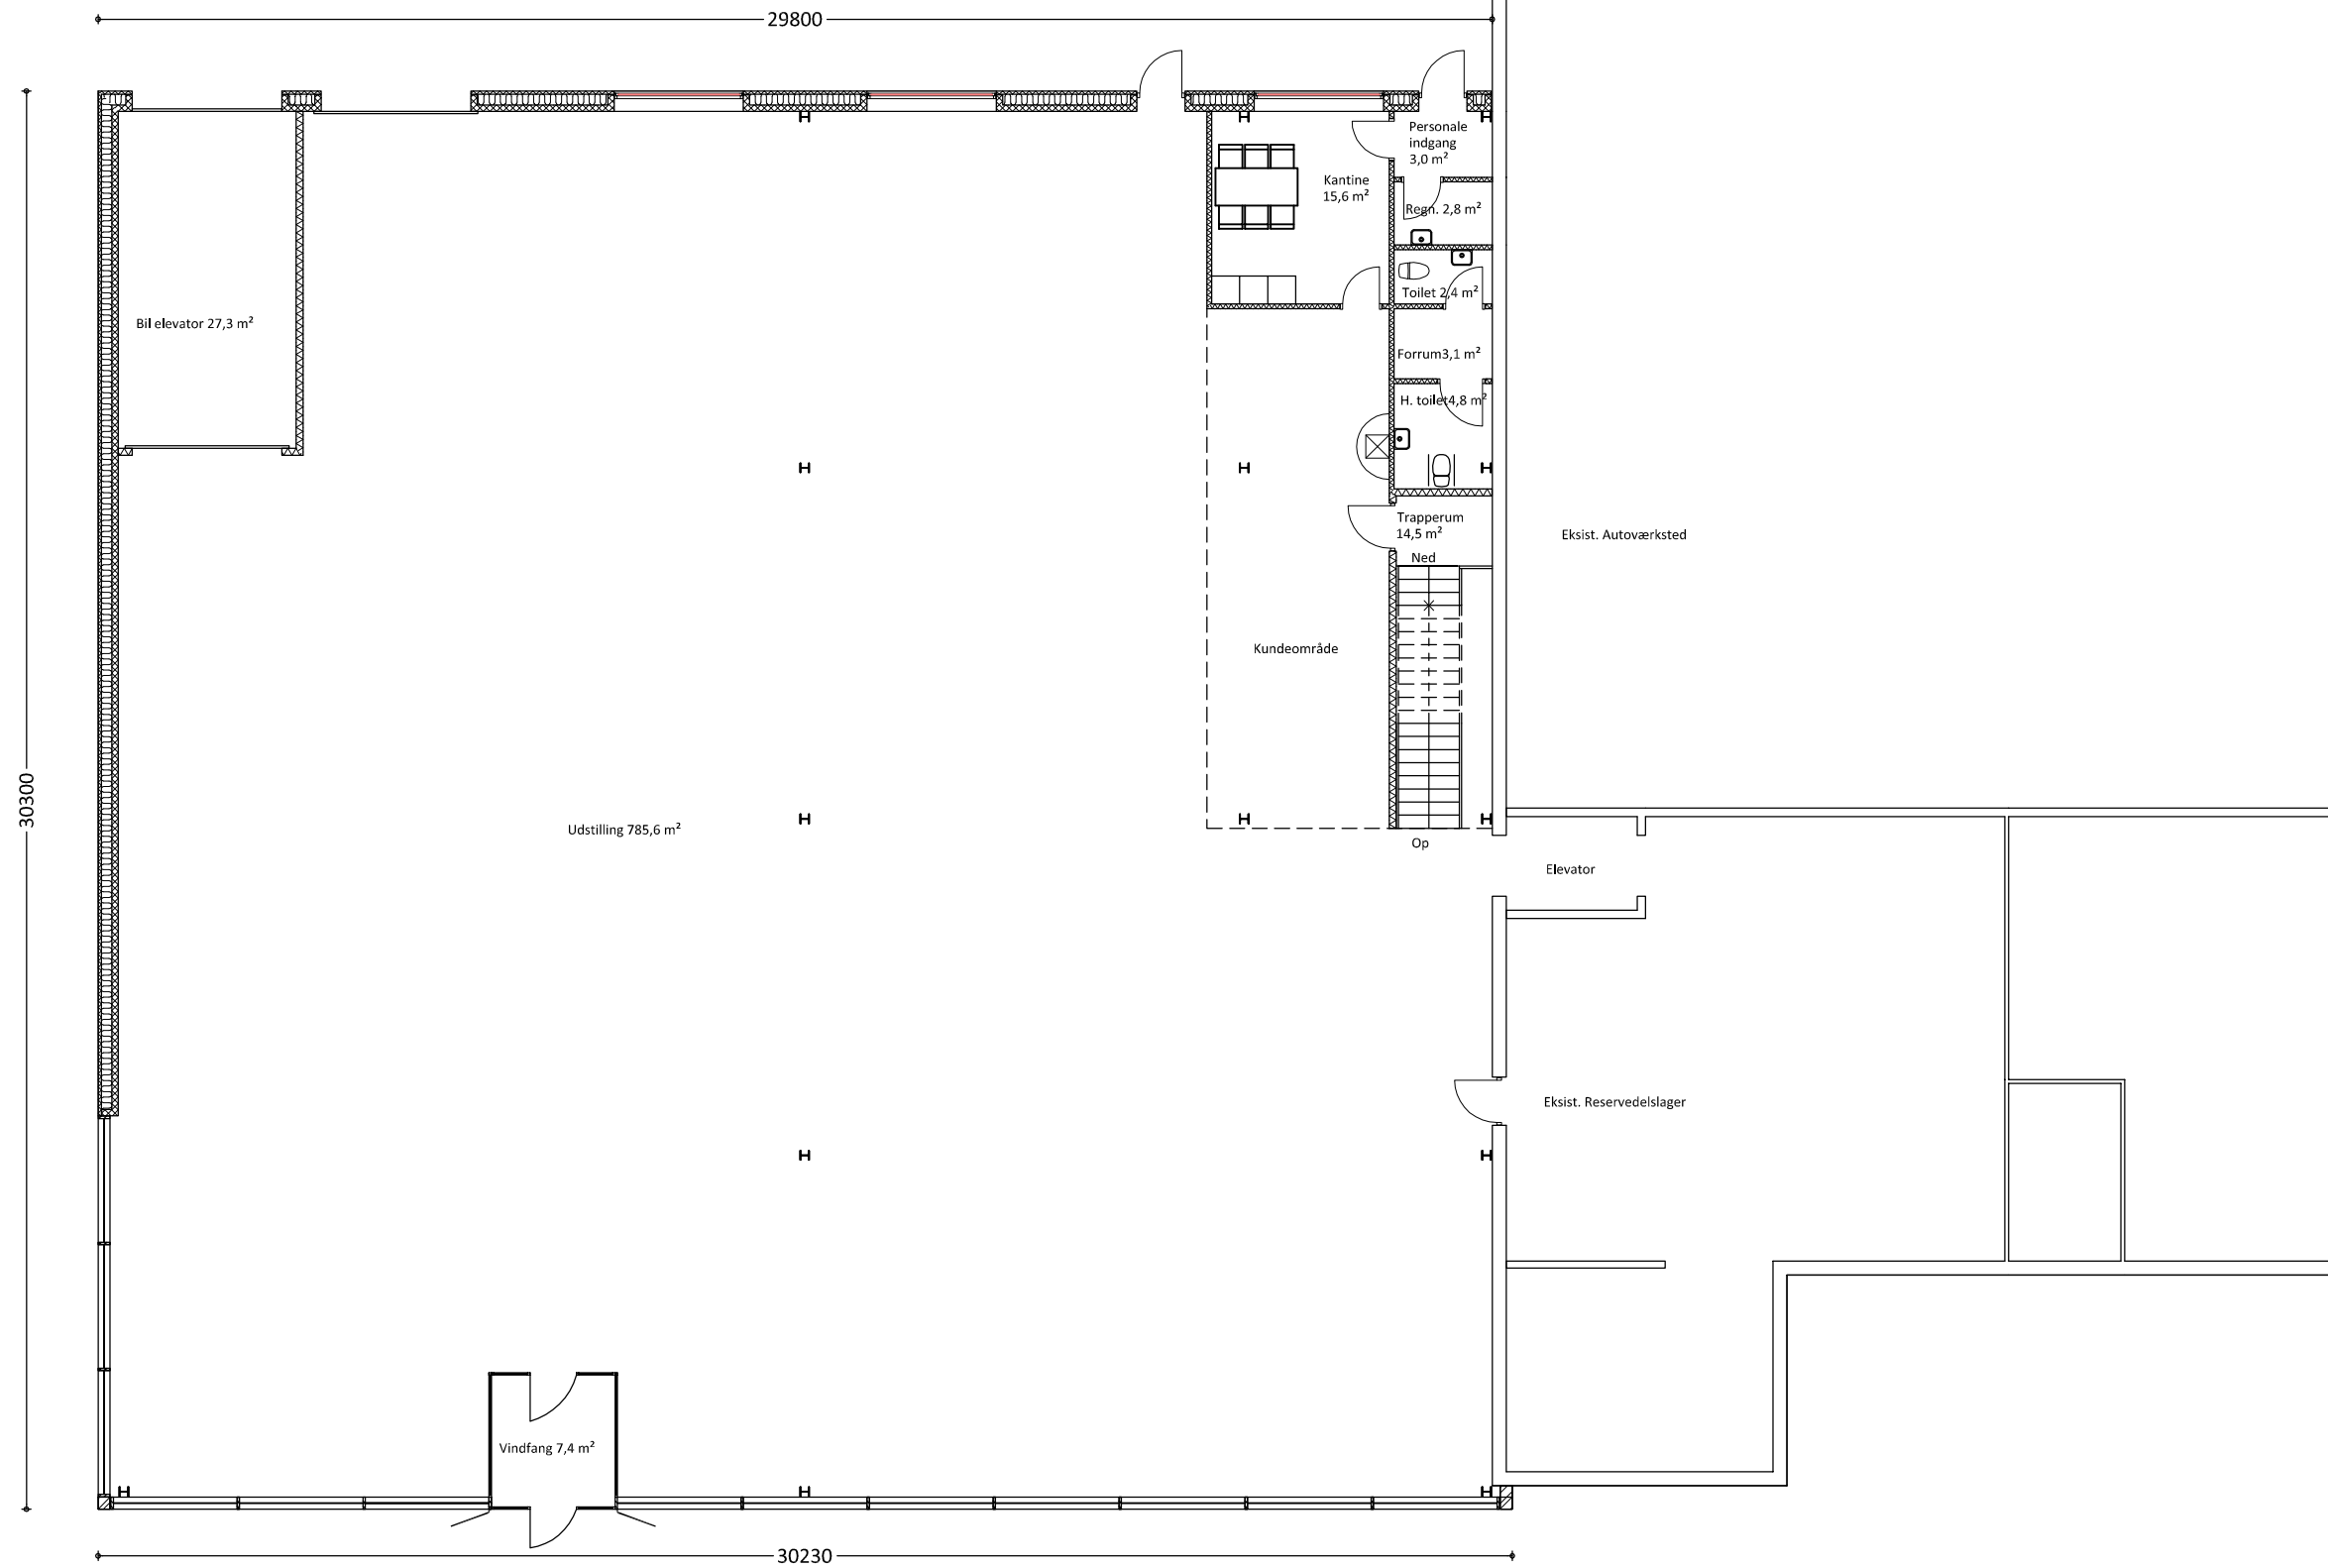 29800
Personale
indgang
3,0 m²
Kantine
15,6 m²
Regn. 2,8 m²
Toilet 2,4 m²
Bil elevator 27,3 m²
Forrum3,1 m²
H. toilet4,8 m²
Trapperum
14,5 m²
Eksist. Autoværksted
Ned
Kundeområde
30300
Udstilling 785,6 m²
Op
Elevator
Eksist. Reservedelslager
Vindfang 7,4 m²
30230